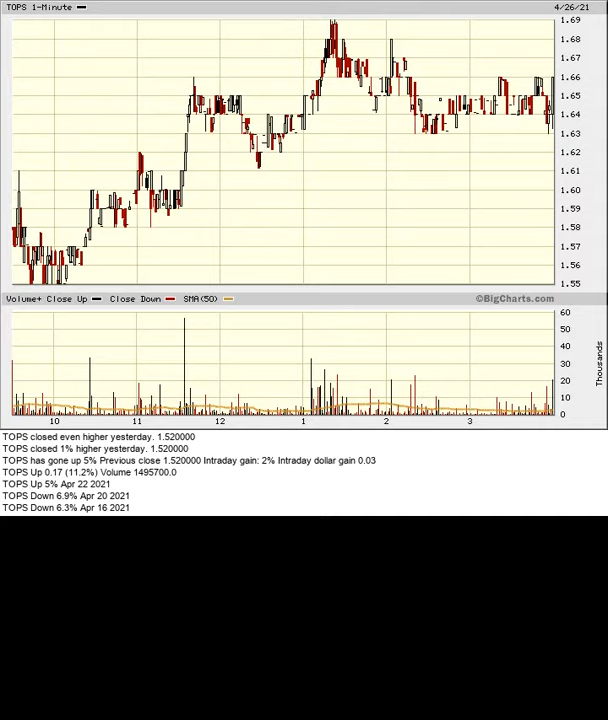 TOPS 1-Minute
4/26/21
1.69
1.68
1.67
1.66
1.65
1.64
1.63
1.62
1.61
1.60
1.59
1.58
1.57
1.56
1.55
Volume+ Close Up Close Down SMA(50) ©BigCharts.com
60
50
40
30
20
10
0
Thousands
10 11 12 1 2 3
TOPS closed even higher yesterday. 1.520000
TOPS closed 1% higher yesterday. 1.520000
TOPS has gone up 5% Previous close 1.520000 Intraday gain: 2% Intraday dollar gain 0.03
TOPS Up 0.17 (11.2%) Volume 1495700.0
TOPS Up 5% Apr 22 2021
TOPS Down 6.9% Apr 20 2021
TOPS Down 6.3% Apr 16 2021